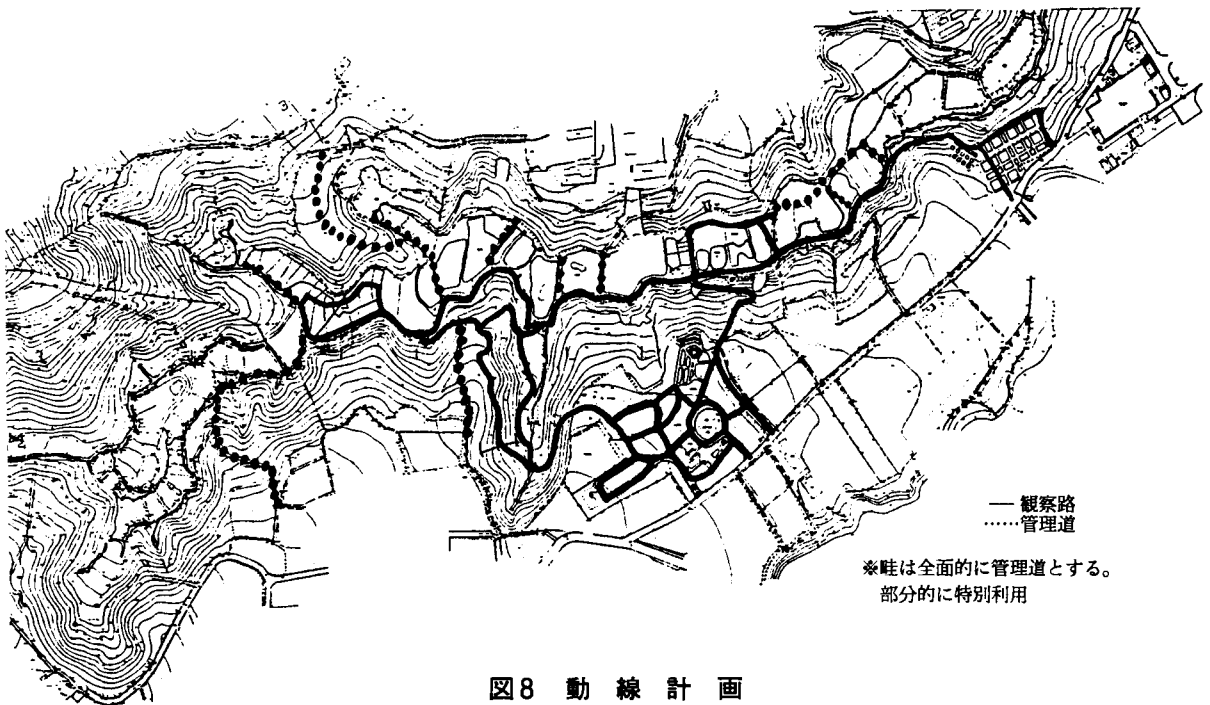 ― 観察路
……管理道
※畦は全面的に管理道とする。
部分的に特別利用
図8 動線計画